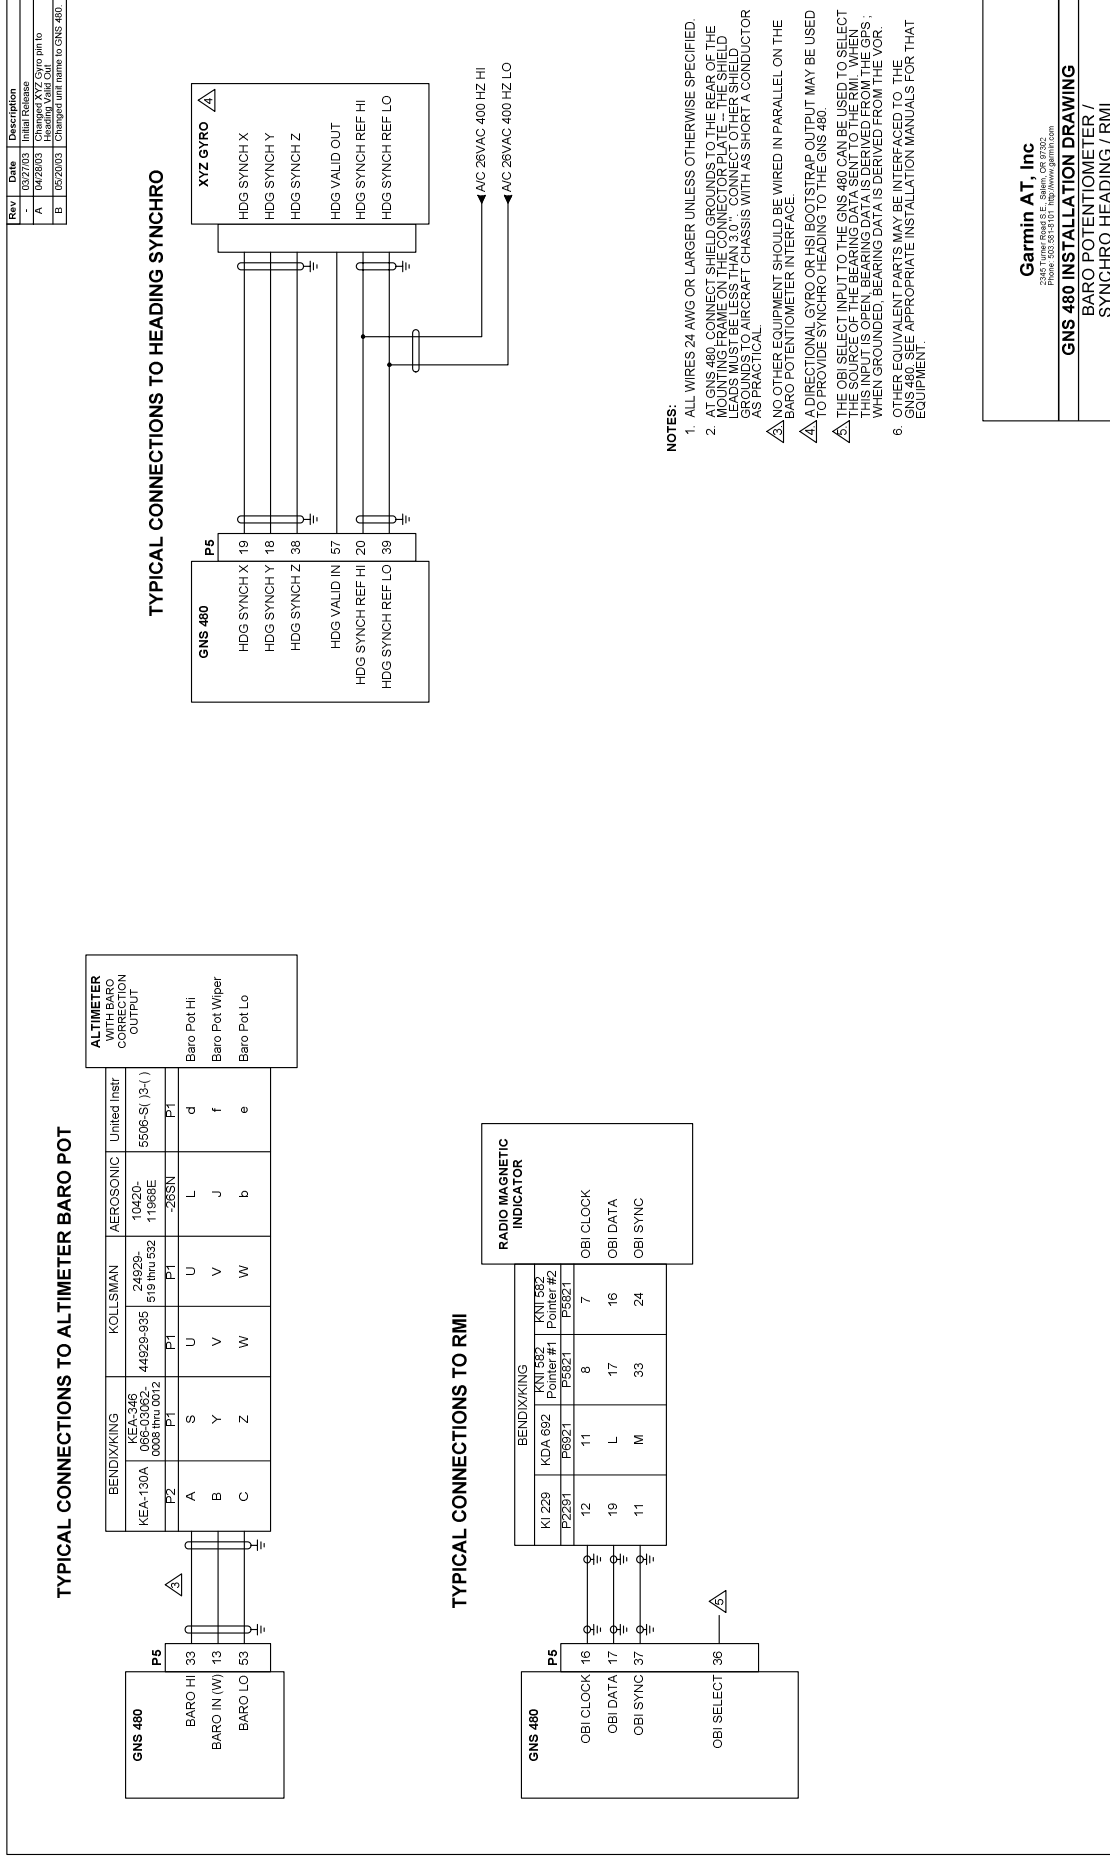 Rev Date Description
- 03/27/03 Initial Release
A 04/28/03 Changed XYZ Gyro pin to
Heading Valid Out
B 05/20/03 Changed unit name to GNS 480.
TYPICAL CONNECTIONS TO ALTIMETER BARO POT
GNS 480
P5
BARO HI 33
BARO IN (W) 13
BARO LO 53
3
BENDIX/KING KOLLSMAN AEROSONIC United Instr
KEA-130A
KEA-346
066-03062-
0008 thru 0012
44929-935
24929-
519 thru 532
10420-
11968E
5506-S( )3-( )
P2 P1 P1 P1 -26SN P1
A S U U L d
B Y V V J f
C Z W W b e
ALTIMETER
WITH BARO
CORRECTION
OUTPUT
Baro Pot Hi
Baro Pot Wiper
Baro Pot Lo
TYPICAL CONNECTIONS TO HEADING SYNCHRO
GNS 480
P5
HDG SYNCH X 19
HDG SYNCH Y 18
HDG SYNCH Z 38
HDG VALID IN 57
HDG SYNCH REF HI 20
HDG SYNCH REF LO 39
XYZ GYRO 4
HDG SYNCH X
HDG SYNCH Y
HDG SYNCH Z
HDG VALID OUT
HDG SYNCH REF HI
HDG SYNCH REF LO
A/C 26VAC 400 HZ HI
A/C 26VAC 400 HZ LO
TYPICAL CONNECTIONS TO RMI
GNS 480
P5
OBI CLOCK 16
OBI DATA 17
OBI SYNC 37
OBI SELECT 36
5
BENDIX/KING
KI 229
KDA 692
KNI 582
Pointer #1
KNI 582
Pointer #2
P2291 P6921 P5821 P5821
12 11 8 7
19 L 17 16
11 M 33 24
RADIO MAGNETIC
INDICATOR
OBI CLOCK
OBI DATA
OBI SYNC
NOTES:
1. ALL WIRES 24 AWG OR LARGER UNLESS OTHERWISE SPECIFIED.
2. AT GNS 480, CONNECT SHIELD GROUNDS TO THE REAR OF THE
MOUNTING FRAME ON THE CONNECTOR PLATE -- THE SHIELD
LEADS MUST BE LESS THAN 3.0". CONNECT OTHER SHIELD
GROUNDS TO AIRCRAFT CHASSIS WITH AS SHORT A CONDUCTOR
AS PRACTICAL.
3. NO OTHER EQUIPMENT SHOULD BE WIRED IN PARALLEL ON THE
BARO POTENTIOMETER INTERFACE.
4. A DIRECTIONAL GYRO OR HSI BOOTSTRAP OUTPUT MAY BE USED
TO PROVIDE SYNCHRO HEADING TO THE GNS 480.
5. THE OBI SELECT INPUT TO THE GNS 480 CAN BE USED TO SELECT
THE SOURCE OF THE BEARING DATA SENT TO THE RMI. WHEN
THIS INPUT IS OPEN, BEARING DATA IS DERIVED FROM THE GPS ;
WHEN GROUNDED, BEARING DATA IS DERIVED FROM THE VOR.
6. OTHER EQUIVALENT PARTS MAY BE INTERFACED TO THE
GNS 480. SEE APPROPRIATE INSTALLATION MANUALS FOR THAT
EQUIPMENT.
Garmin AT, Inc
2345 Turner Road S.E., Salem, OR 97302
Phone: 503 581-8101 http://www.garmin.com
GNS 480 INSTALLATION DRAWING
BARO POTENTIOMETER /
SYNCHRO HEADING / RMI